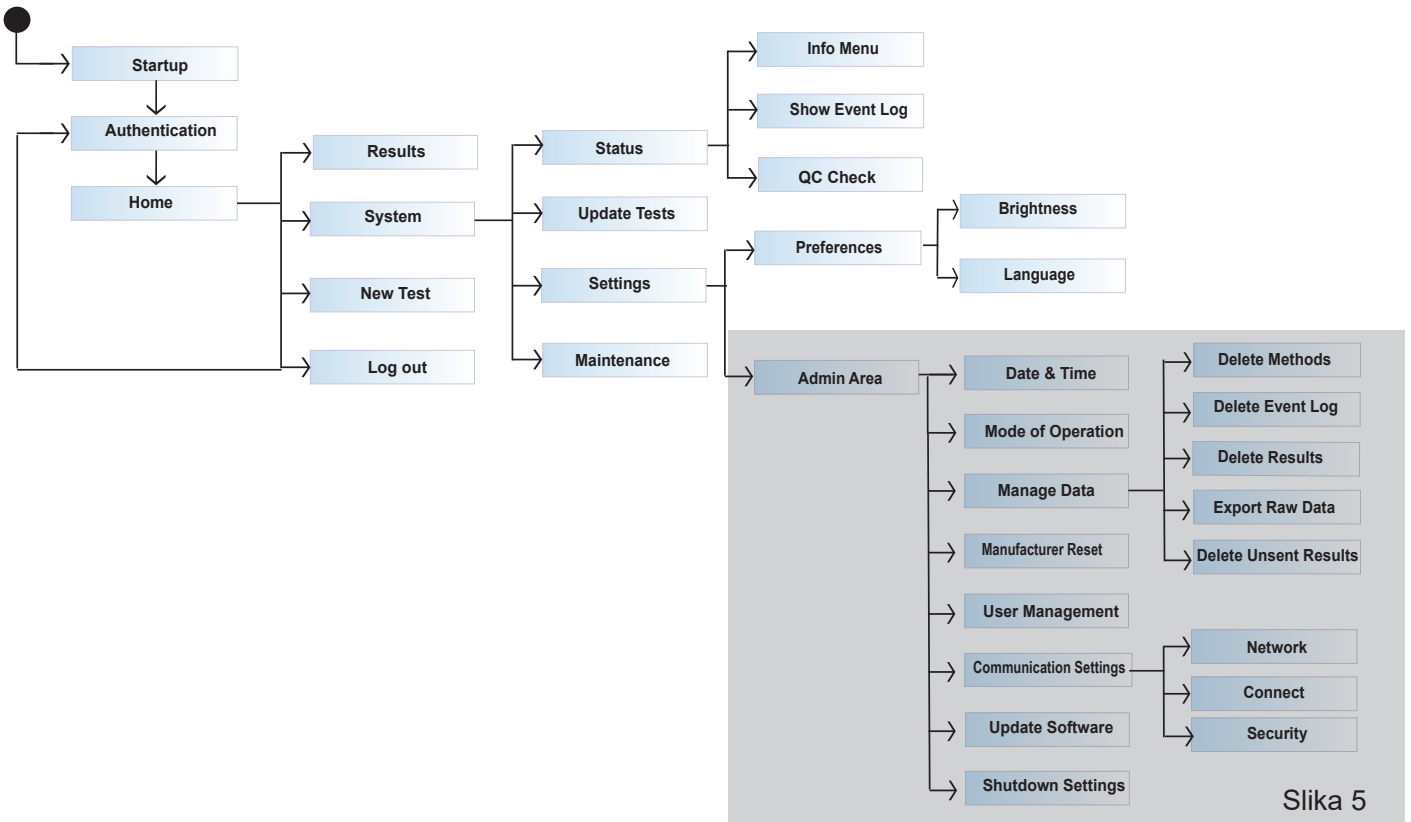 Startup
Authentication
Home
Results
System
New Test
Log out
Status
Update Tests
Settings
Maintenance
Info Menu
Show Event Log
QC Check
Preferences
Brightness
Language
Admin Area
Date & Time
Mode of Operation
Manage Data
Manufacturer Reset
User Management
Communication Settings
Update Software
Shutdown Settings
Delete Methods
Delete Event Log
Delete Results
Export Raw Data
Delete Unsent Results
Network
Connect
Security
Slika 5